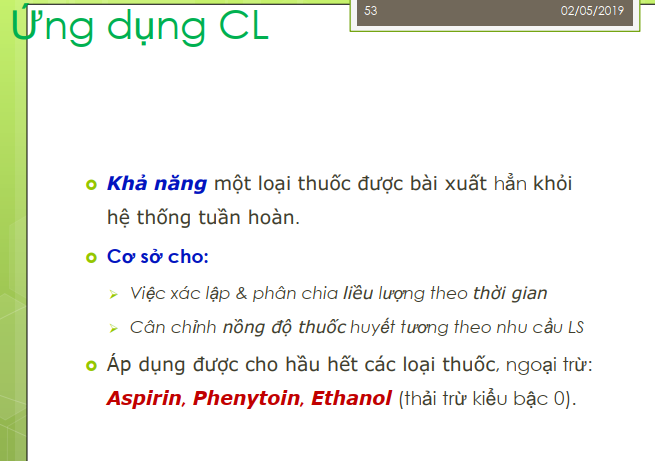 Ứng dụng CL
53
02/05/2019
Khả năng một loại thuốc được bài xuất hẳn khỏi
hệ thống tuần hoàn.
Cơ sở cho:
Việc xác lập & phân chia liều lượng theo thời gian
Cân chỉnh nồng độ thuốc huyết tương theo nhu cầu LS
Áp dụng được cho hầu hết các loại thuốc, ngoại trừ:
Aspirin, Phenytoin, Ethanol (thải trừ kiểu bậc 0).